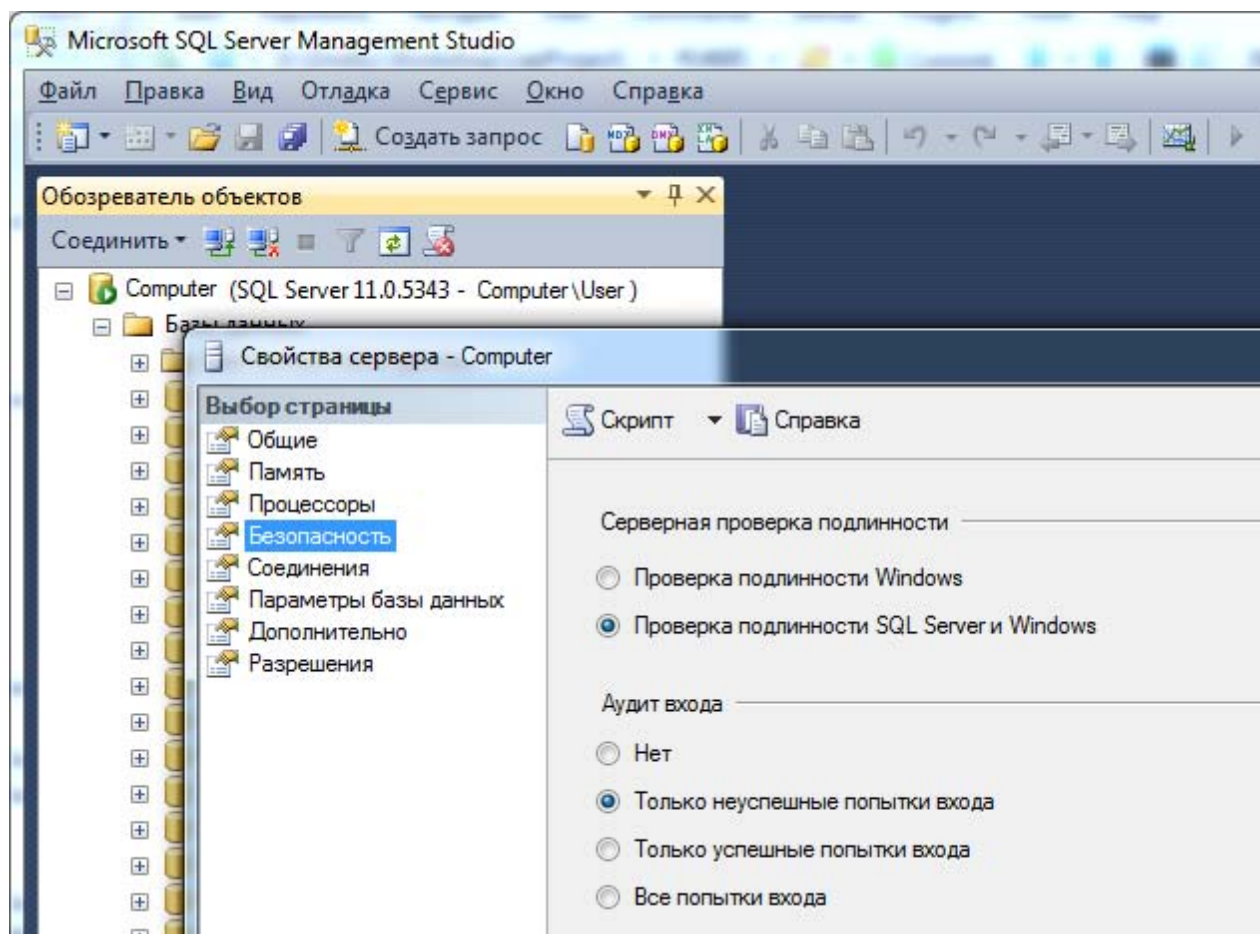 Microsoft SQL Server Management Studio
Файл Правка Вид Отладка Сервис Окно Справка
Создать запрос
Обозреватель объектов
Соединить
Computer (SQL Server 11.0.5343 - Computer\User )
Базы данных
Свойства сервера - Computer
Выбор страницы
Общие
Память
Процессоры
Безопасность
Соединения
Параметры базы данных
Дополнительно
Разрешения
Скрипт Справка
Серверная проверка подлинности
Проверка подлинности Windows
Проверка подлинности SQL Server и Windows
Аудит входа
Нет
Только неуспешные попытки входа
Только успешные попытки входа
Все попытки входа